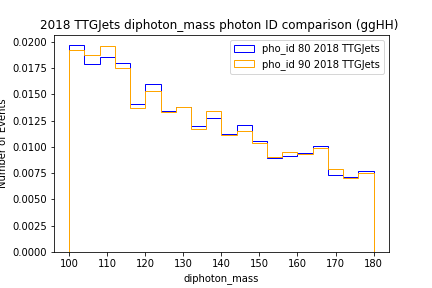 2018 TTGJets diphoton_mass photon ID comparison (ggHH)
pho_id 80 2018 TTGJets
pho_id 90 2018 TTGJets
Number of Events
0.0200
0.0175
0.0150
0.0125
0.0100
0.0075
0.0050
0.0025
0.0000
100 110 120 130 140 150 160 170 180
diphoton_mass